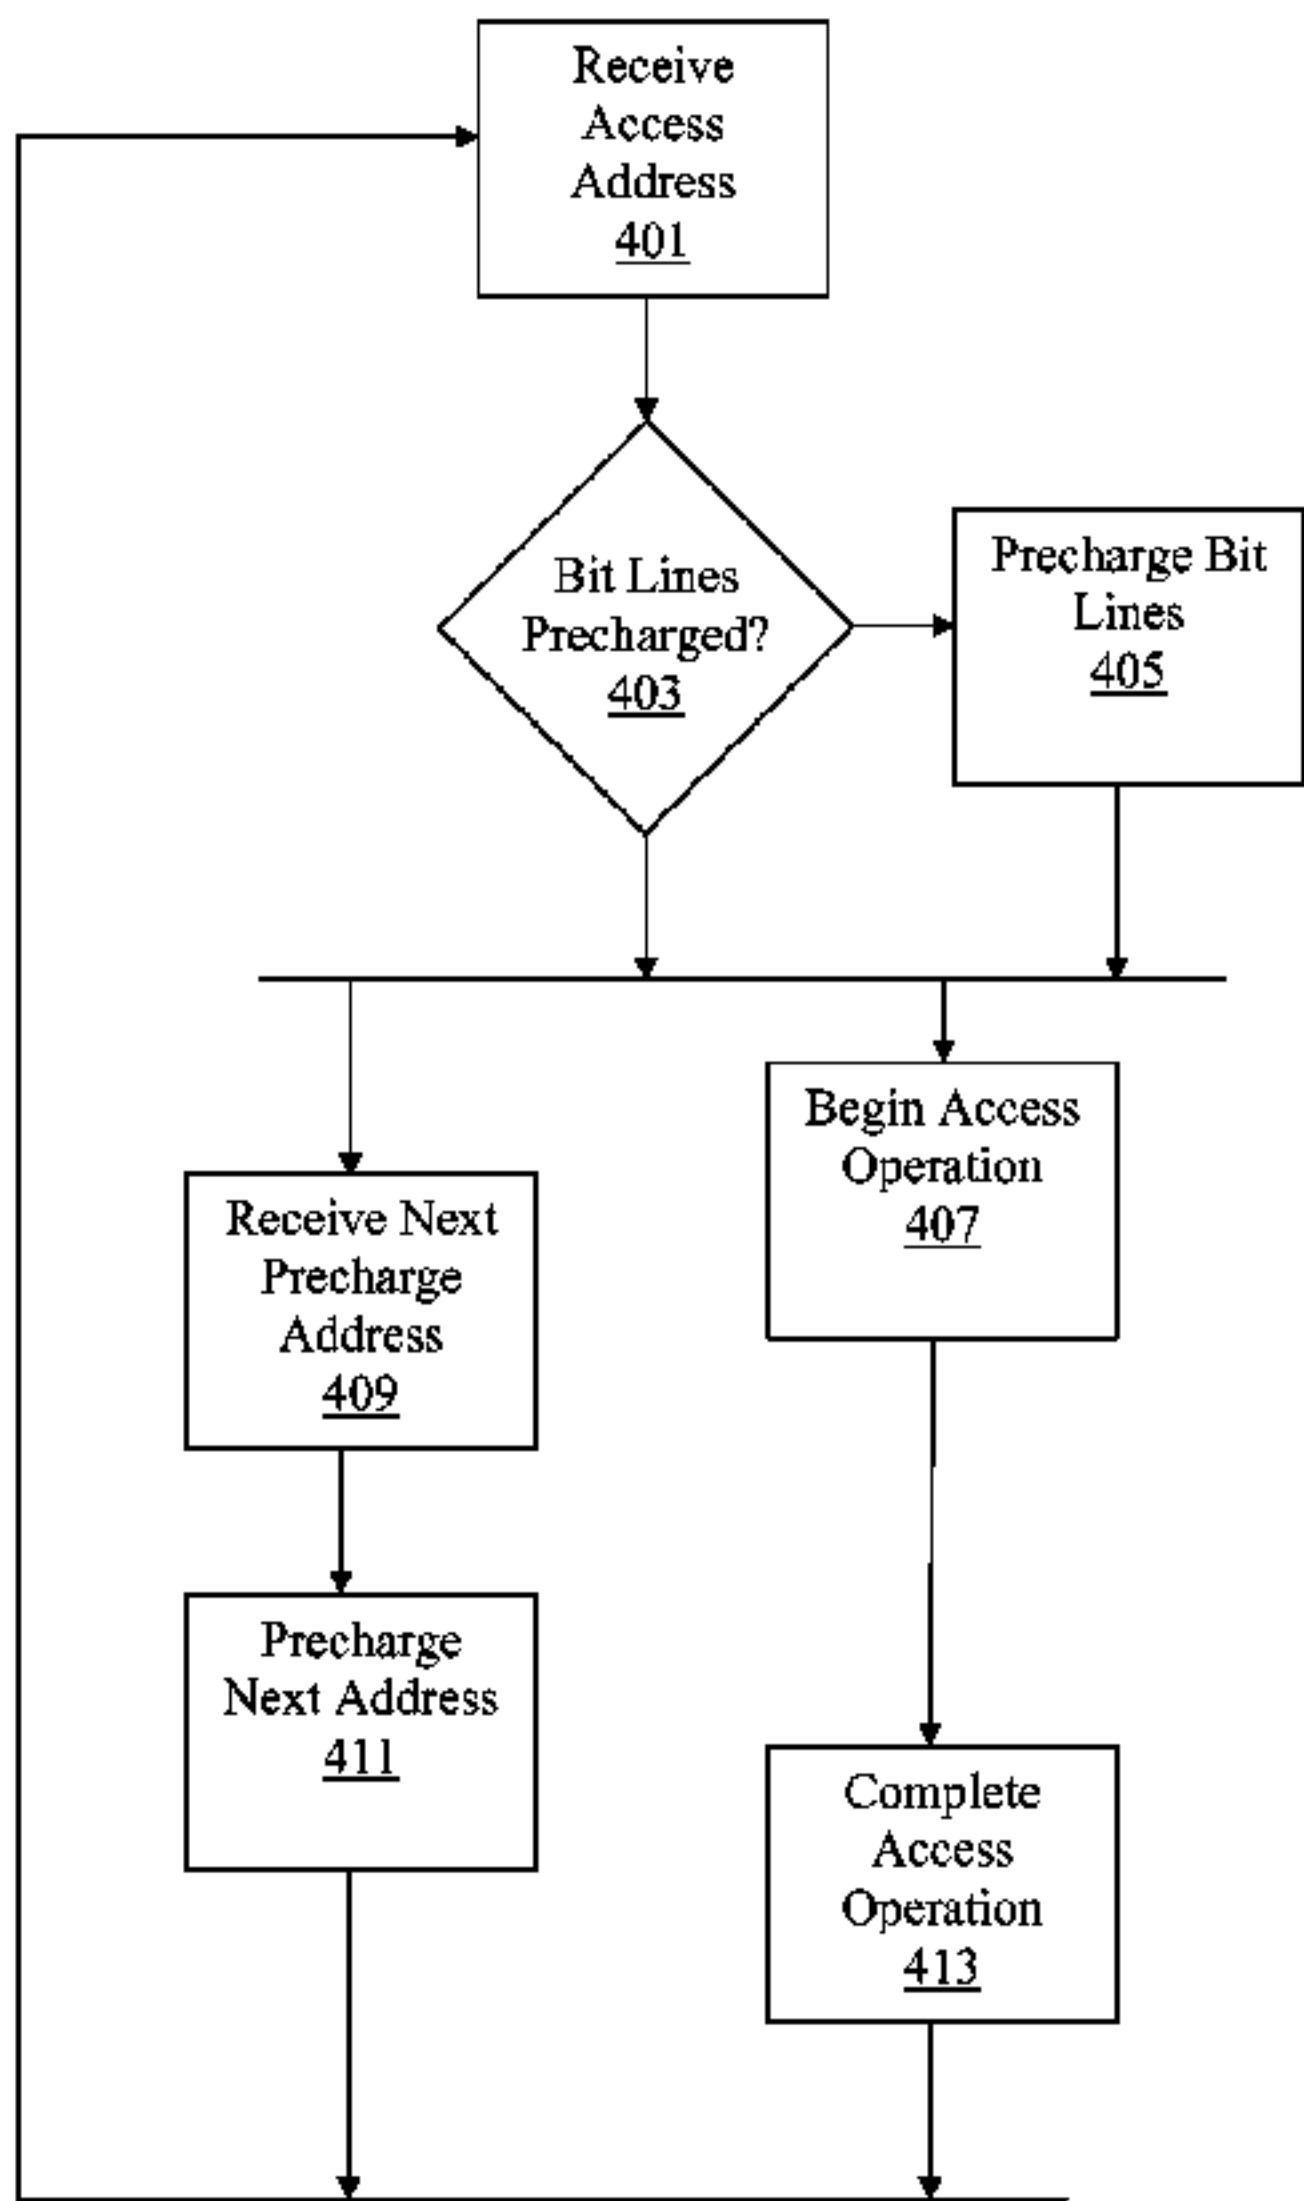 Receive
Access
Address
401
Bit Lines
Precharged?
403
Precharge Bit
Lines
405
Begin Access
Operation
407
Receive Next
Precharge
Address
409
Precharge
Next Address
411
Complete
Access
Operation
413